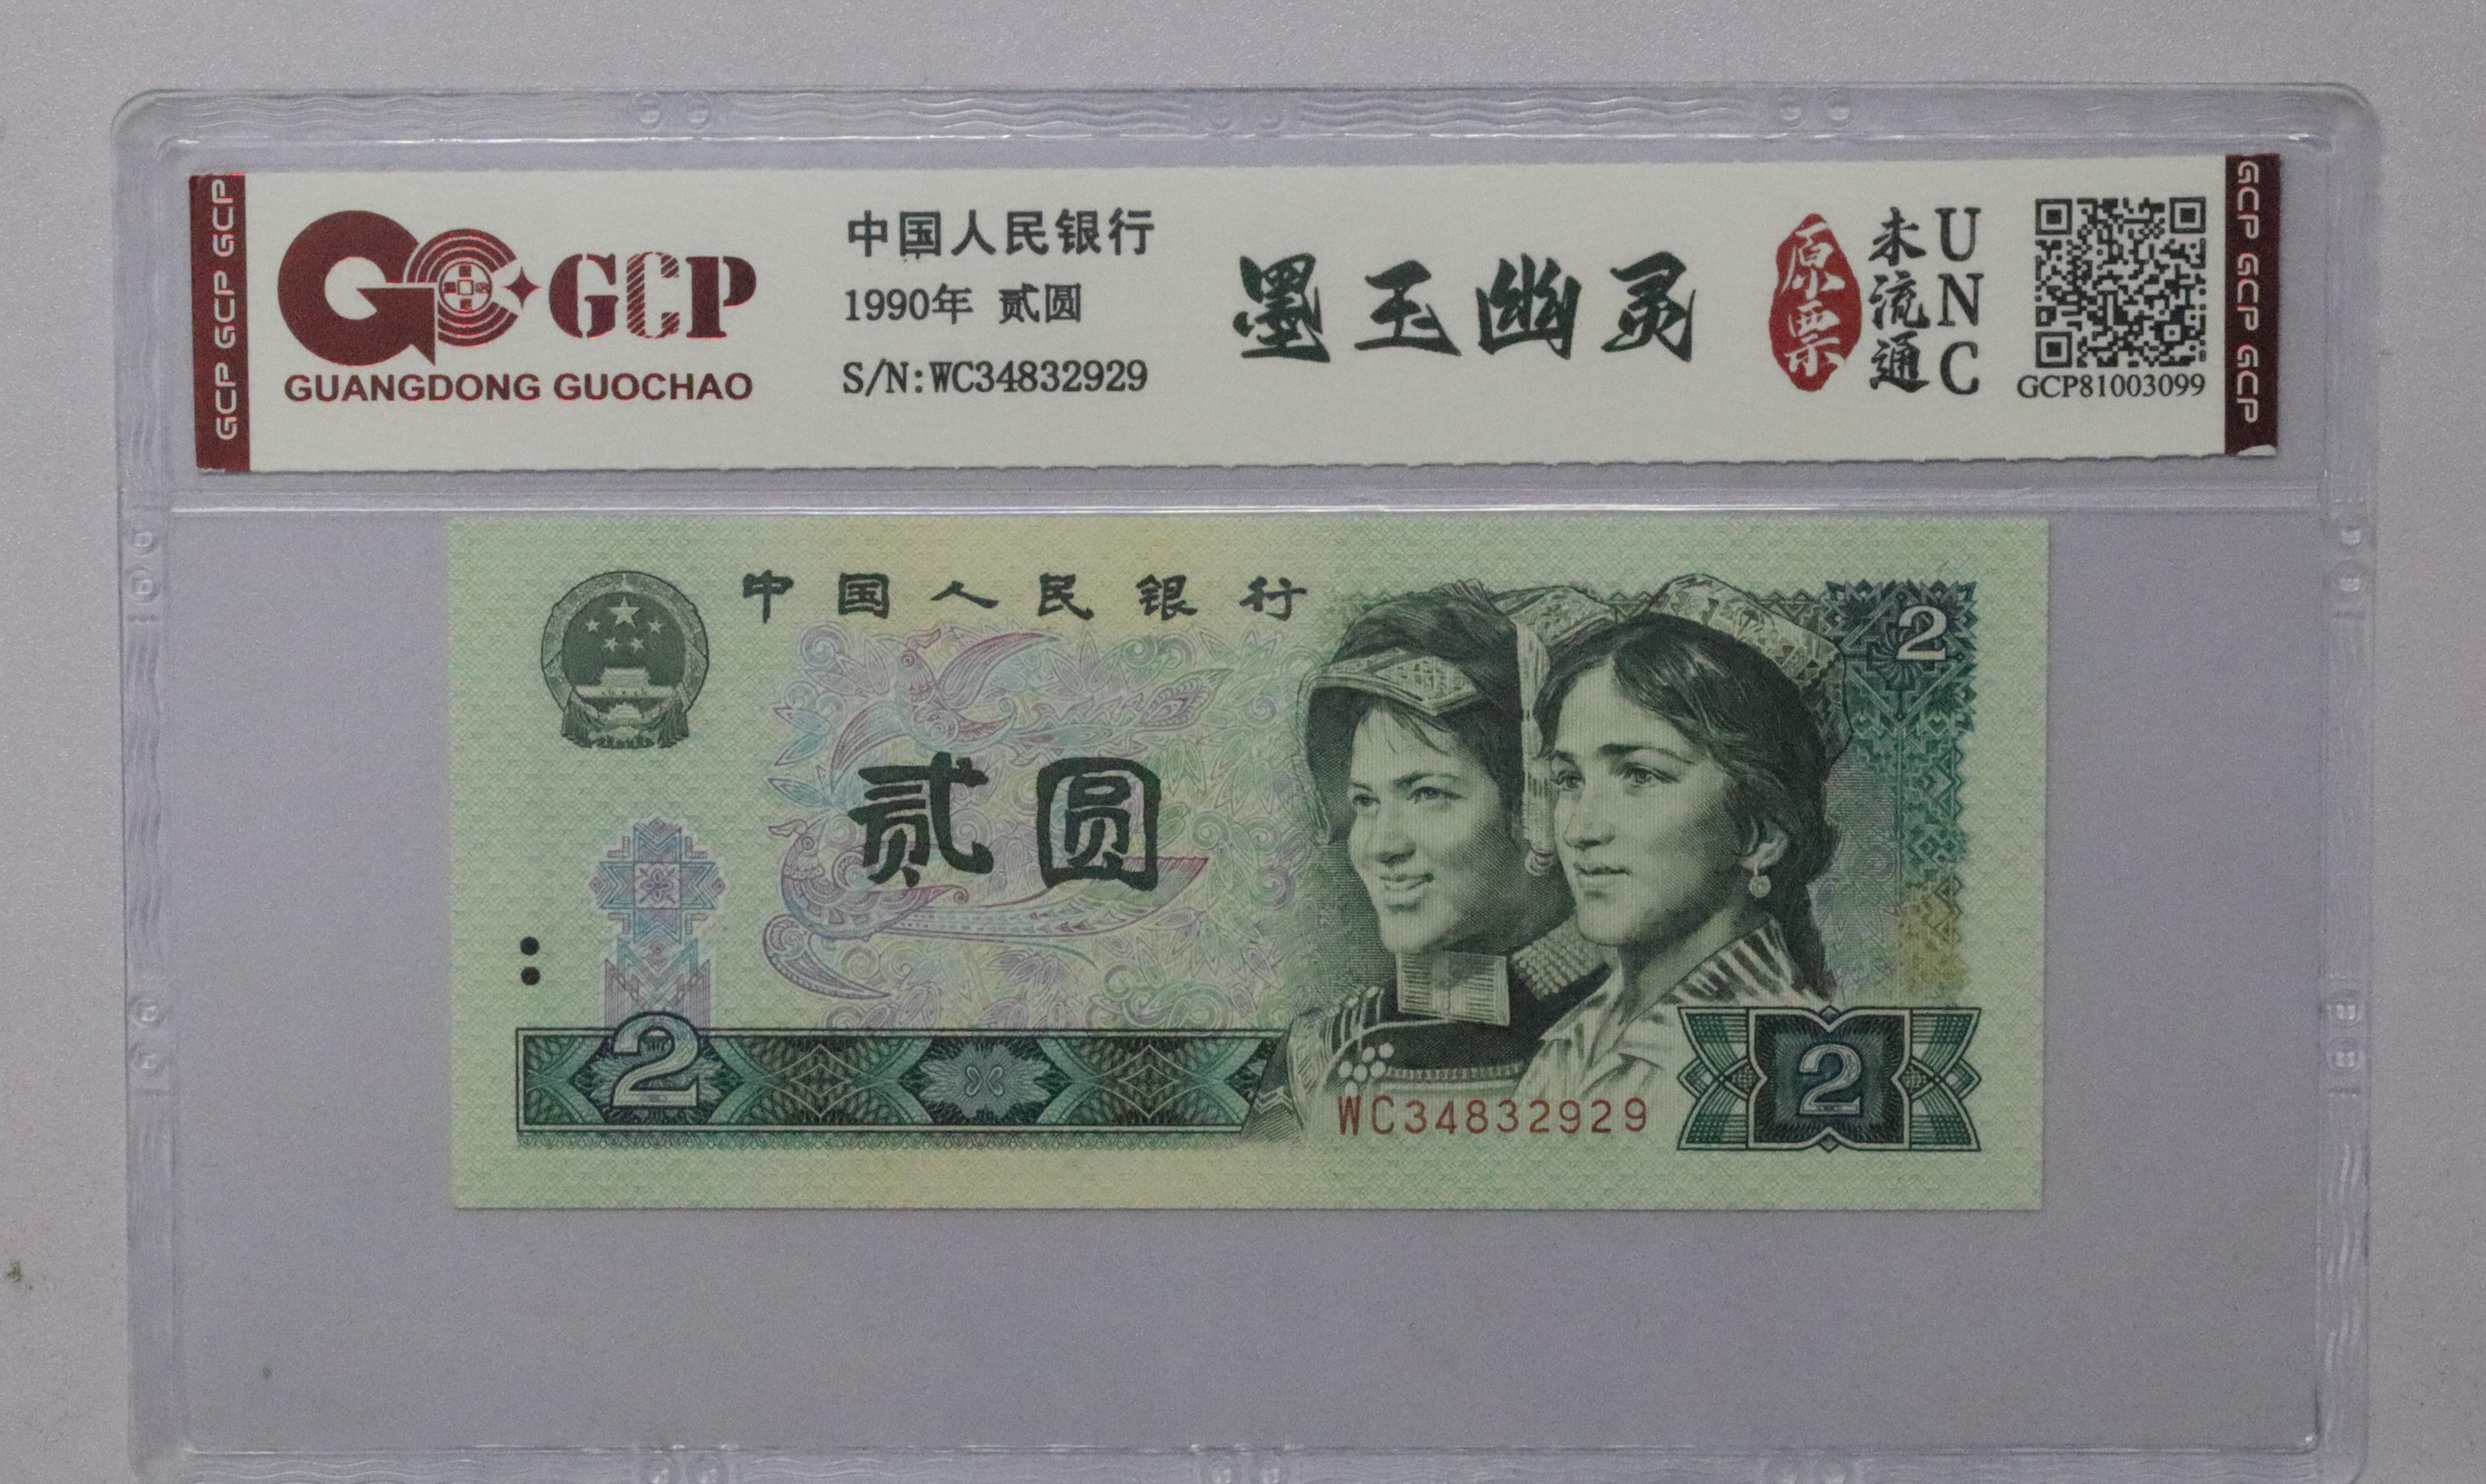 GCP GCP GCP
GCP
GUANGDONG GUOCHAO
中国人民银行
1990年 贰圆
S/N:WC34832929
墨玉幽灵
原票
未流通
UNC
GCP81003099
GCP GCP GCP
中国人民银行
2
贰圆
2
WC34832929
2